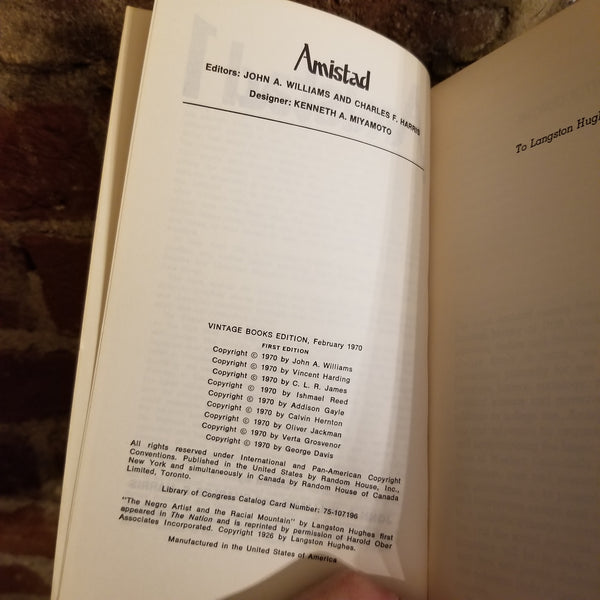 Amistad
Editors: JOHN A. WILLIAMS AND CHARLES F. HARRIS
Designer: KENNETH A. MIYAMOTO
VINTAGE BOOKS EDITION, February 1970
FIRST EDITION
Copyright © 1970 by John A. Williams
Copyright © 1970 by Vincent Harding
Copyright © 1970 by C. L. R. James
Copyright © 1970 by Ishmael Reed
Copyright © 1970 by Addison Gayle
Copyright © 1970 by Calvin Hernton
Copyright © 1970 by Oliver Jackman
Copyright © 1970 by Verta Grosvenor
Copyright © 1970 by George Davis
All rights reserved under International and Pan-American Copyright
Conventions. Published in the United States by Random House, Inc.,
New York and simultaneously in Canada by Random House of Canada
Limited, Toronto.
Library of Congress Catalog Card Number: 75-107196
"The Negro Artist and the Racial Mountain" by Langston Hughes first
appeared in The Nation and is reprinted by permission of Harold Ober
Associates Incorporated. Copyright 1926 by Langston Hughes.
Manufactured in the United States of America
To Langston Hugh